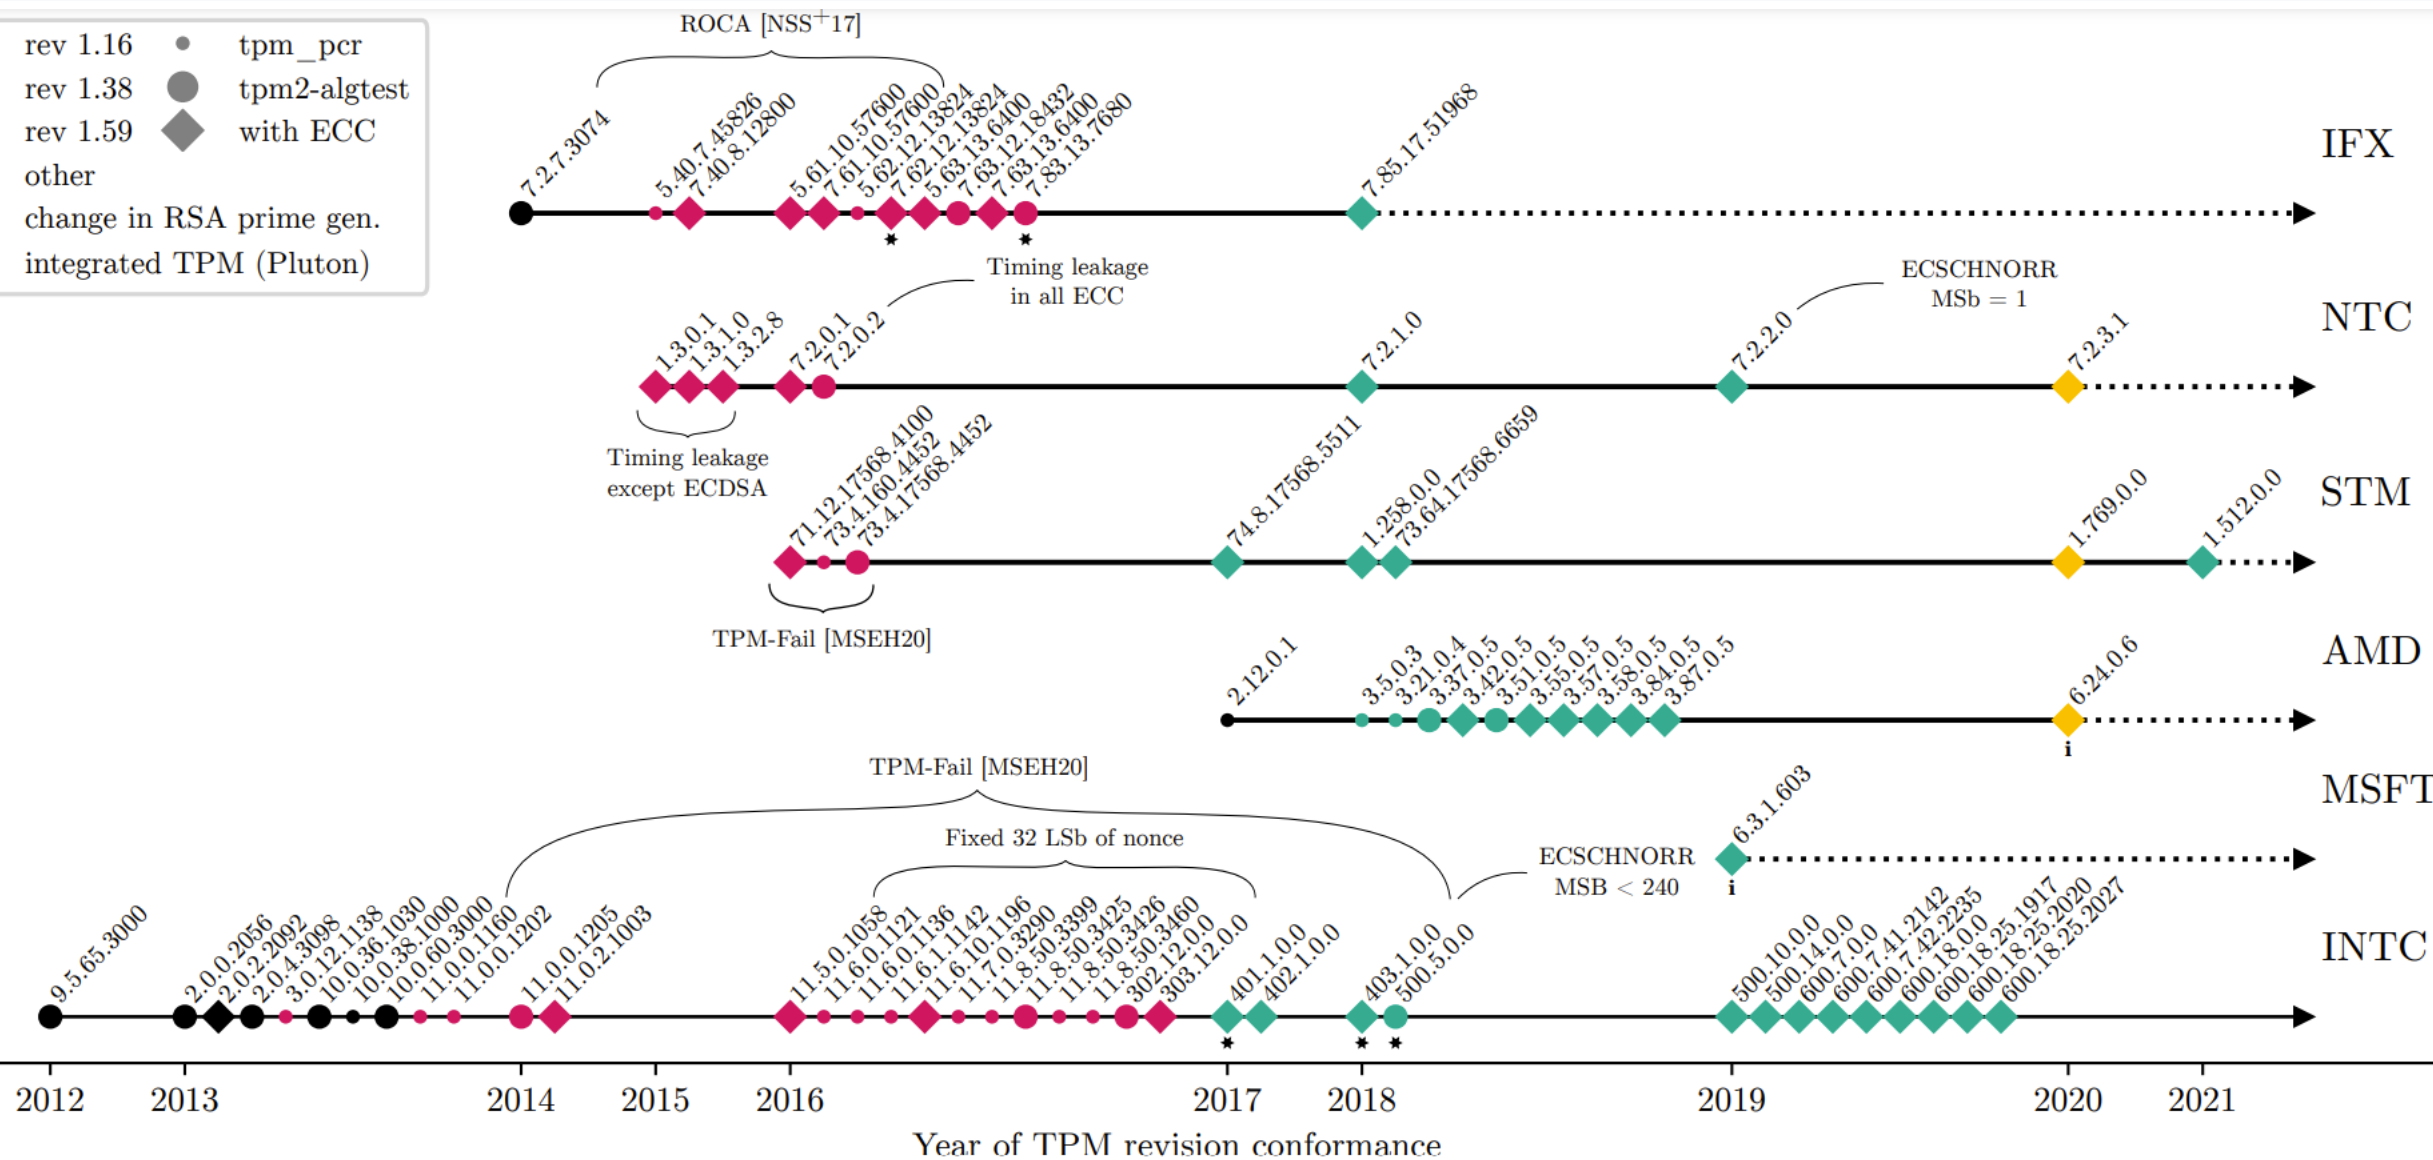 rev 1.16 tpm_pcr
rev 1.38 tpm2-algtest
rev 1.59 with ECC
other
change in RSA prime gen.
integrated TPM (Pluton)
ROCA [NSS+17]
7.2.7.3074
5.40.7.45826
7.40.8.12800
5.61.10.57600
7.61.10.57600
5.62.12.13824
7.62.12.13824
5.63.13.6400
7.63.12.18432
7.63.13.6400
7.83.13.7680
7.85.17.51968
IFX
Timing leakage
in all ECC
ECSCHNORR
MSb = 1
1.3.0.1
1.3.1.0
1.3.2.8
7.2.0.1
7.2.0.2
7.2.1.0
7.2.2.0
7.2.3.1
NTC
Timing leakage
except ECDSA
71.12.17568.4100
73.4.160.4452
73.4.17568.4452
74.8.17568.5511
1.258.0.0
73.64.17568.6659
1.769.0.0
1.512.0.0
STM
TPM-Fail [MSEH20]
2.12.0.1
3.5.0.3
3.21.0.4
3.37.0.5
3.42.0.5
3.51.0.5
3.55.0.5
3.57.0.5
3.58.0.5
3.84.0.5
3.87.0.5
6.24.0.6
i
AMD
TPM-Fail [MSEH20]
Fixed 32 LSb of nonce
ECSCHNORR
MSB < 240
6.3.1.603
i
MSFT
9.5.65.3000
2.0.0.2056
2.0.2.2092
2.0.4.3098
3.0.12.1138
10.0.36.1030
10.0.38.1000
10.0.60.3000
11.0.0.1160
11.0.0.1202
11.0.0.1205
11.0.2.1003
11.5.0.1058
11.6.0.1121
11.6.0.1136
11.6.1.1142
11.6.10.1196
11.7.0.3290
11.8.50.3399
11.8.50.3425
11.8.50.3426
11.8.50.3460
302.12.0.0
303.12.0.0
401.1.0.0
402.1.0.0
403.1.0.0
500.5.0.0
500.10.0.0
500.14.0.0
600.7.0.0
600.7.41.2142
600.7.42.2235
600.18.0.0
600.18.25.1917
600.18.25.2020
600.18.25.2027
INTC
2012 2013 2014 2015 2016 2017 2018 2019 2020 2021
Year of TPM revision conformance